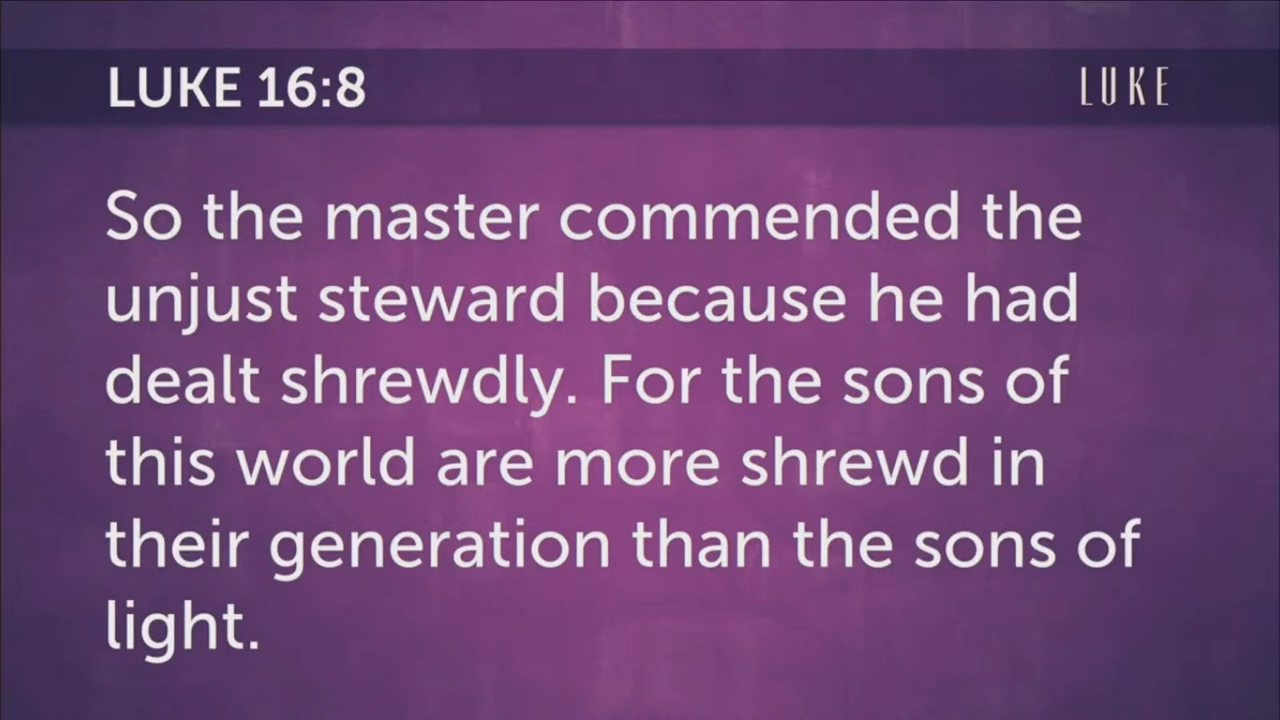 LUKE 16:8
LUKE
So the master commended the
unjust steward because he had
dealt shrewdly. For the sons of
this world are more shrewd in
their generation than the sons of
light.